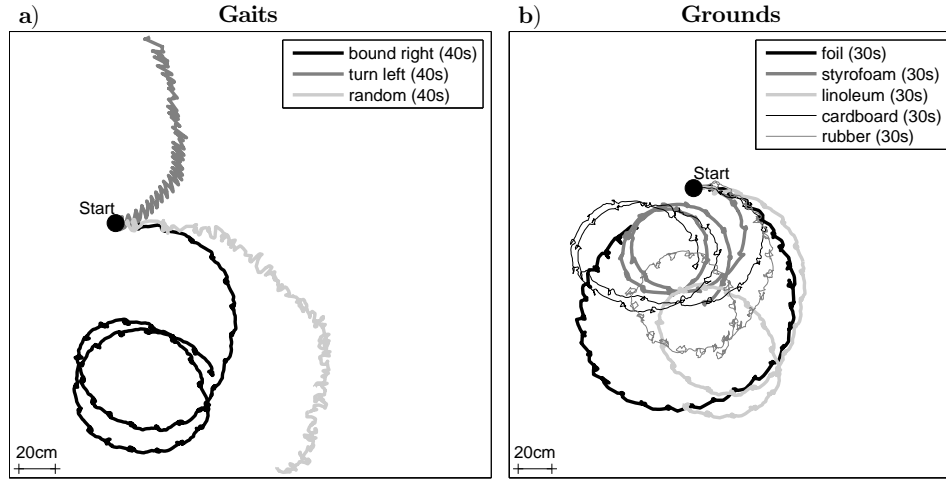 a)
Gaits
bound right (40s)
turn left (40s)
random (40s)
Start
20cm
b)
Grounds
foil (30s)
styrofoam (30s)
linoleum (30s)
cardboard (30s)
rubber (30s)
Start
20cm